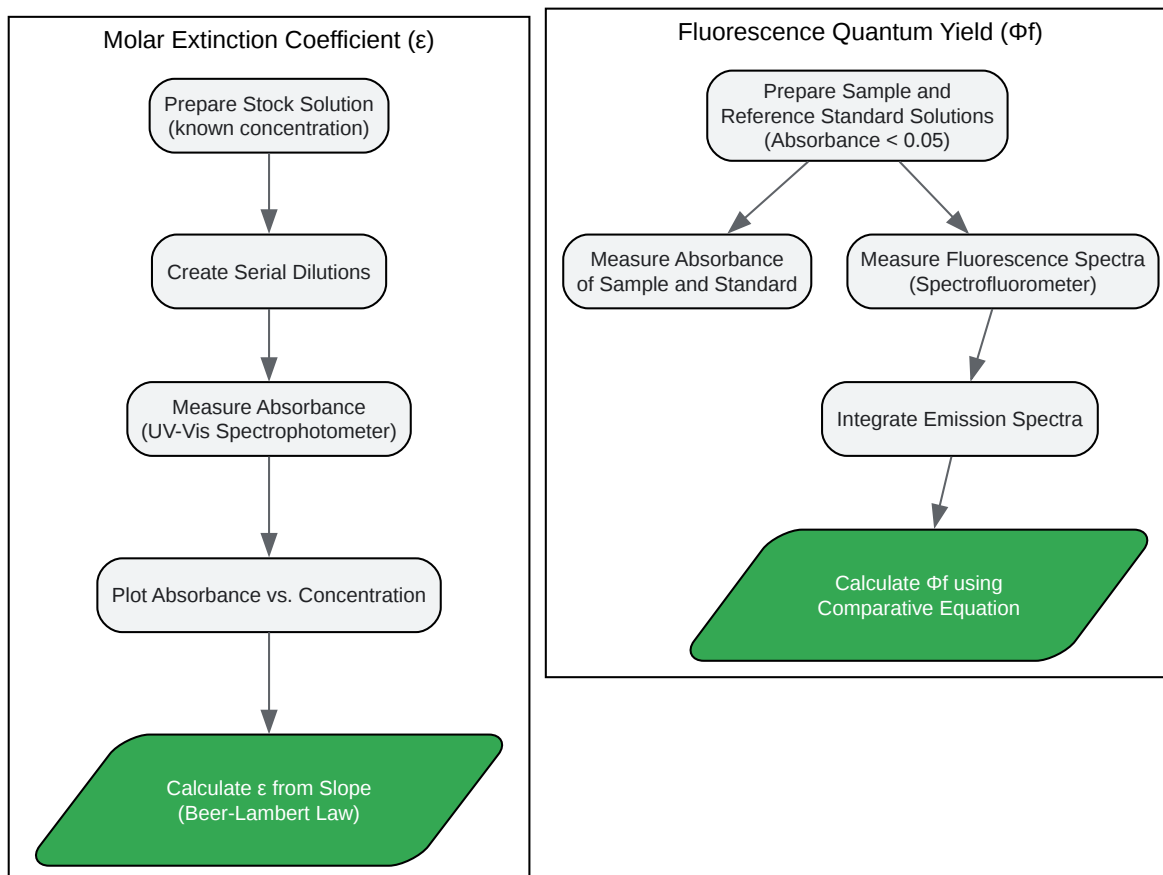 Molar Extinction Coefficient (ε)
Prepare Stock Solution
(known concentration)
Create Serial Dilutions
Measure Absorbance
(UV-Vis Spectrophotometer)
Plot Absorbance vs. Concentration
Calculate ε from Slope
(Beer-Lambert Law)
Fluorescence Quantum Yield (Φf)
Prepare Sample and
Reference Standard Solutions
(Absorbance < 0.05)
Measure Absorbance
of Sample and Standard
Measure Fluorescence Spectra
(Spectrofluorometer)
Integrate Emission Spectra
Calculate Φf using
Comparative Equation